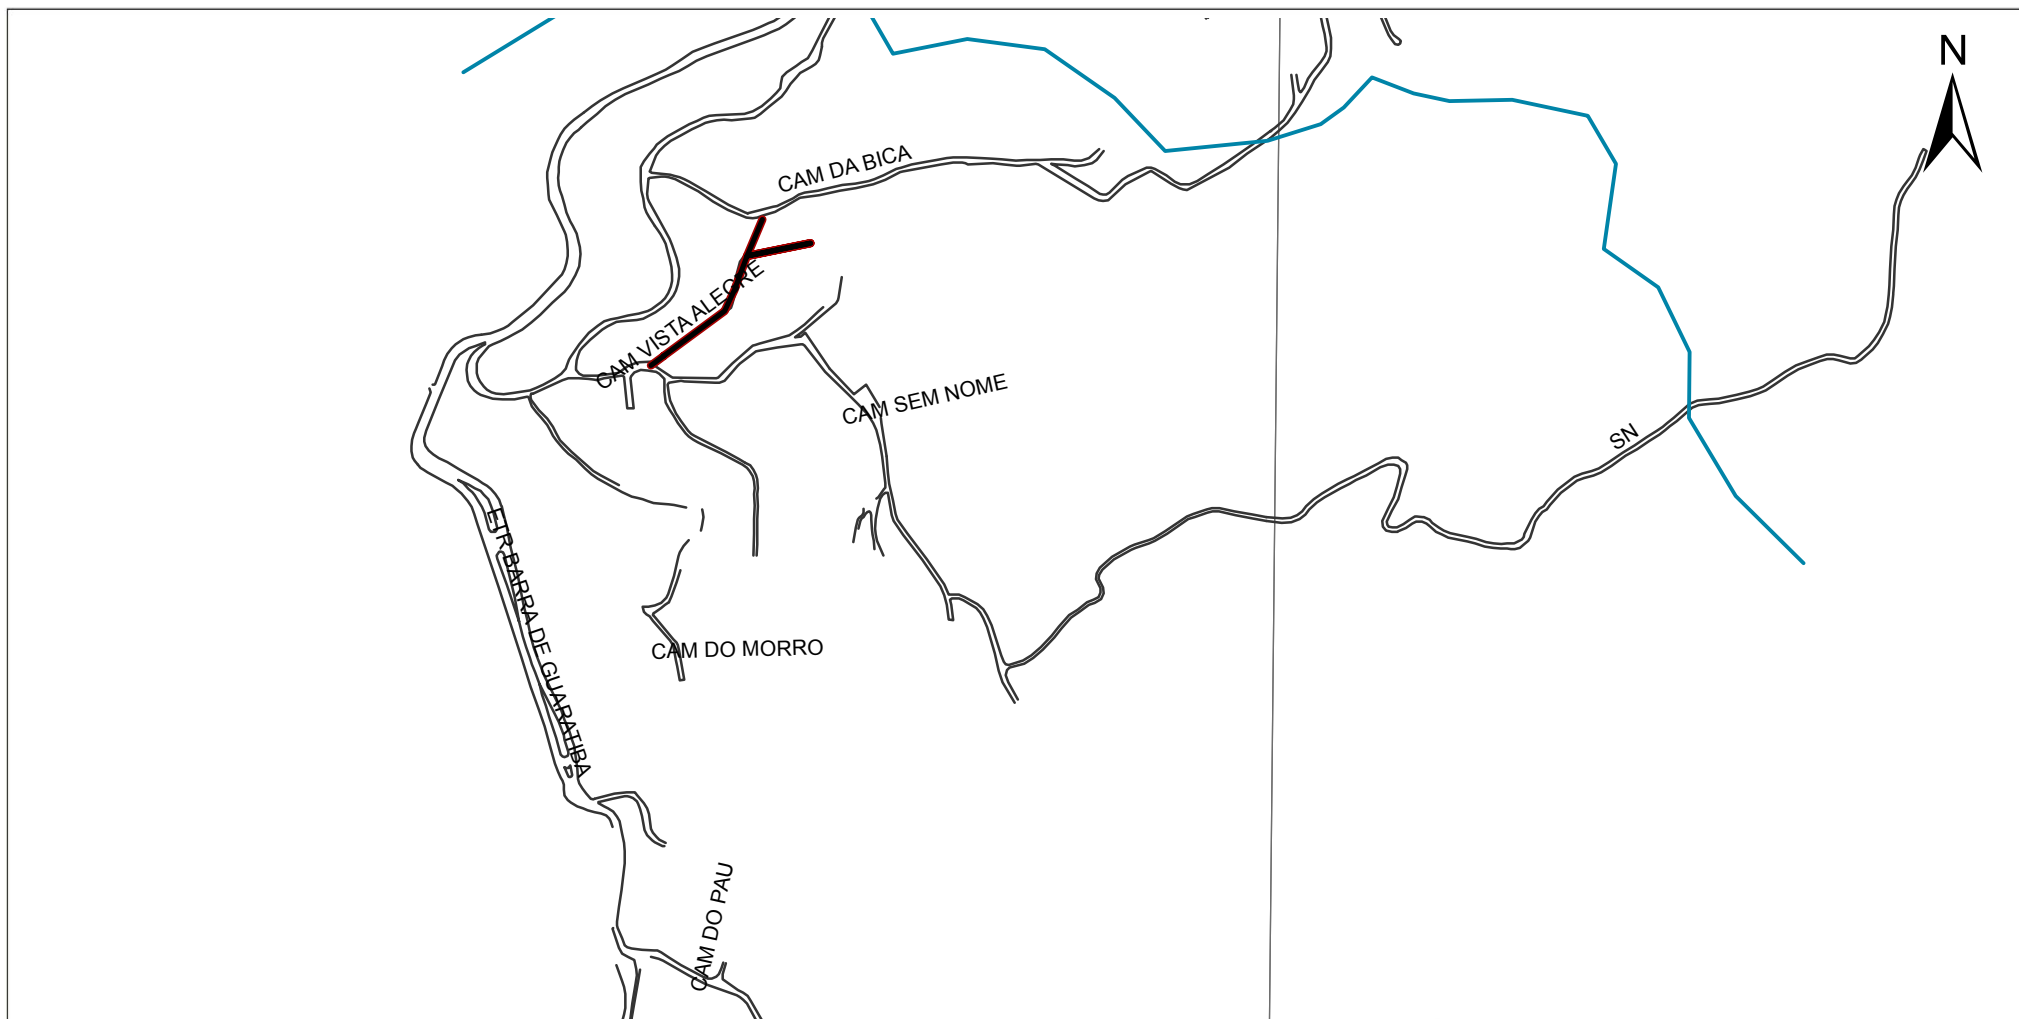 N
CAM DA BICA
CAM VISTA ALEGRE
CAM SEM NOME
SN
ETR BARRA DE GUARATIBA
CAM DO MORRO
CAM DO PAU